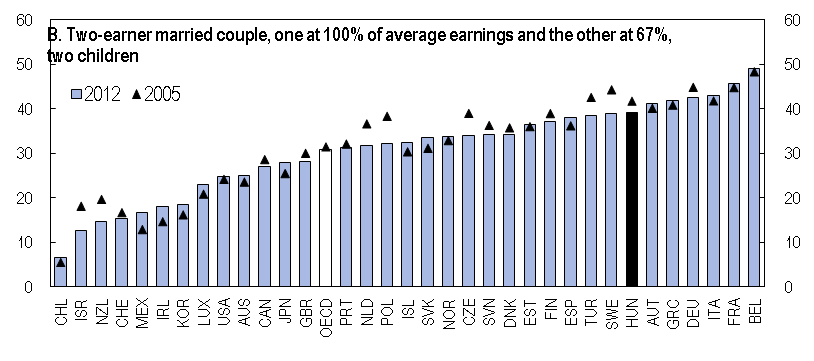 B. Two-earner married couple, one at 100% of average earnings and the other at 67%,
two children
2012 2005
60 60
50 50
40 40
30 30
20 20
10 10
0 0
CHL ISR NZL CHE MEX IRL KOR LUX USA AUS CAN JPN GBR OECD PRT NLD POL ISL SVK NOR CZE SVN DNK EST FIN ESP TUR SWE HUN AUT GRC DEU ITA FRA BEL